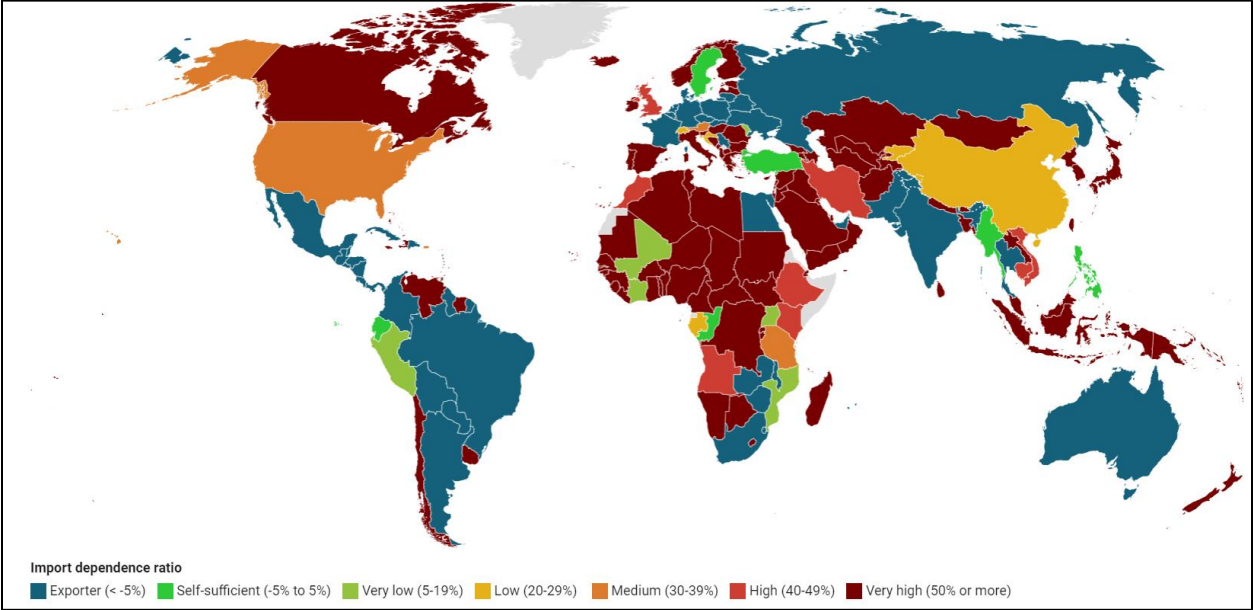 Import dependence ratio
Exporter (< -5%) Self-sufficient (-5% to 5%) Very low (5-19%) Low (20-29%) Medium (30-39%) High (40-49%) Very high (50% or more)